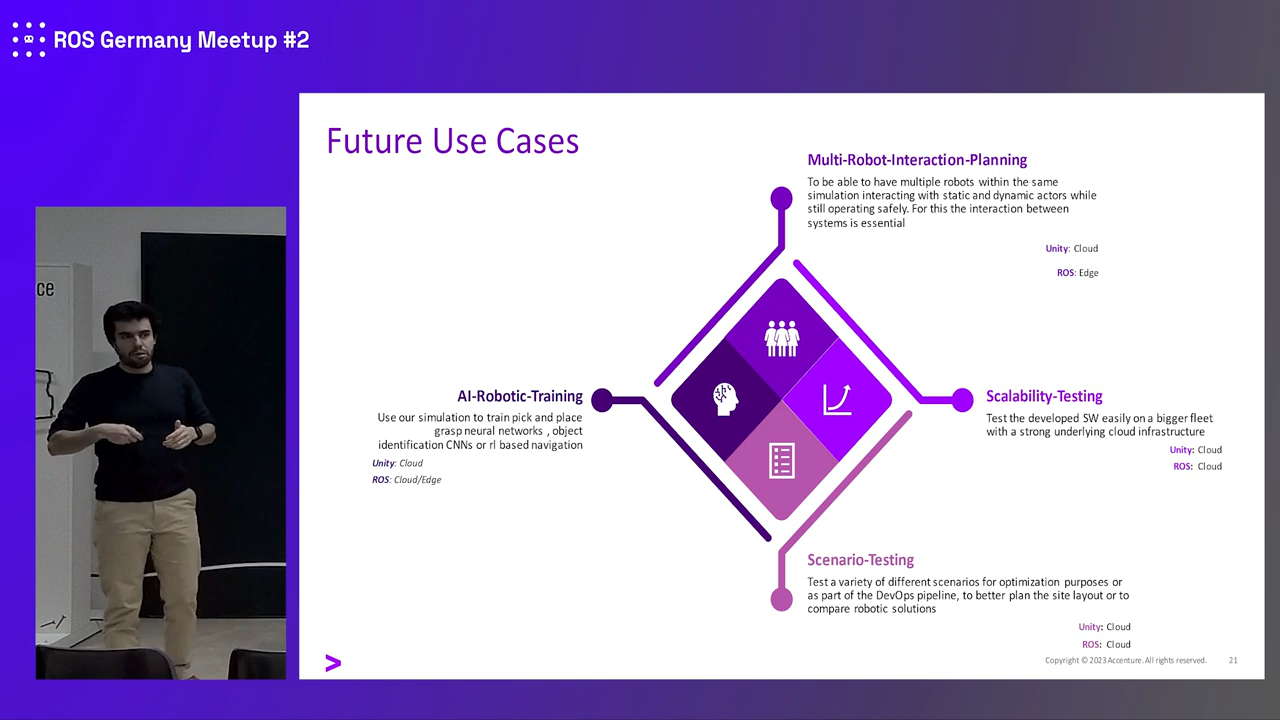 ROS Germany Meetup #2
Future Use Cases
Multi-Robot-Interaction-Planning
To be able to have multiple robots within the same
simulation interacting with static and dynamic actors while
still operating safely. For this the interaction between
systems is essential
Unity: Cloud
ROS: Edge
AI-Robotic-Training
Use our simulation to train pick and place
grasp neural networks , object
identification CNNs or rl based navigation
Unity: Cloud
ROS: Cloud/Edge
Scalability-Testing
Test the developed SW easily on a bigger fleet
with a strong underlying cloud infrastructure
Unity: Cloud
ROS: Cloud
Scenario-Testing
Test a variety of different scenarios for optimization purposes or
as part of the DevOps pipeline, to better plan the site layout or to
compare robotic solutions
Unity: Cloud
ROS: Cloud
Copyright © 2023 Accenture. All rights reserved. 21
ce